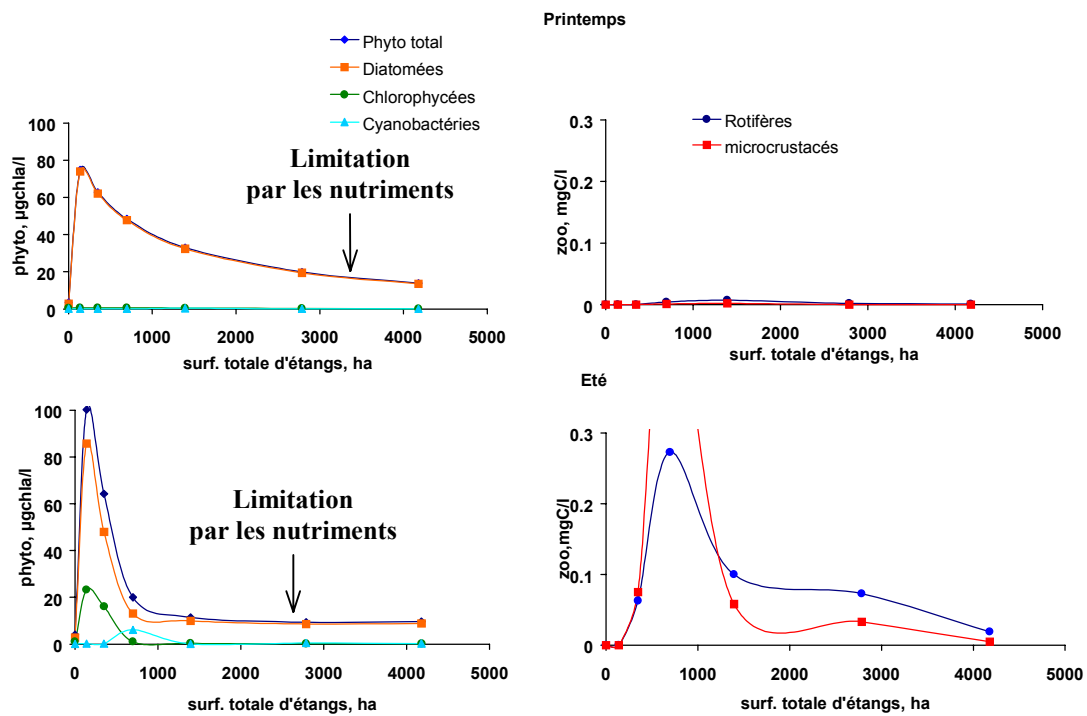 Printemps
Phyto total
Diatomées
Chlorophycées
Cyanobactéries
100
80
60
40
20
0
phyto, µgchla/l
Limitation
par les nutriments
0 1000 2000 3000 4000 5000
surf. totale d'étangs, ha
Rotifères
microcrustacés
0.3
0.2
0.1
0
zoo, mgC/l
0 1000 2000 3000 4000 5000
surf. totale d'étangs, ha
Eté
100
80
60
40
20
0
phyto, µgchla/l
Limitation
par les nutriments
0 1000 2000 3000 4000 5000
surf. totale d'étangs, ha
0.3
0.2
0.1
0
zoo,mgC/l
0 1000 2000 3000 4000 5000
surf. totale d'étangs, ha